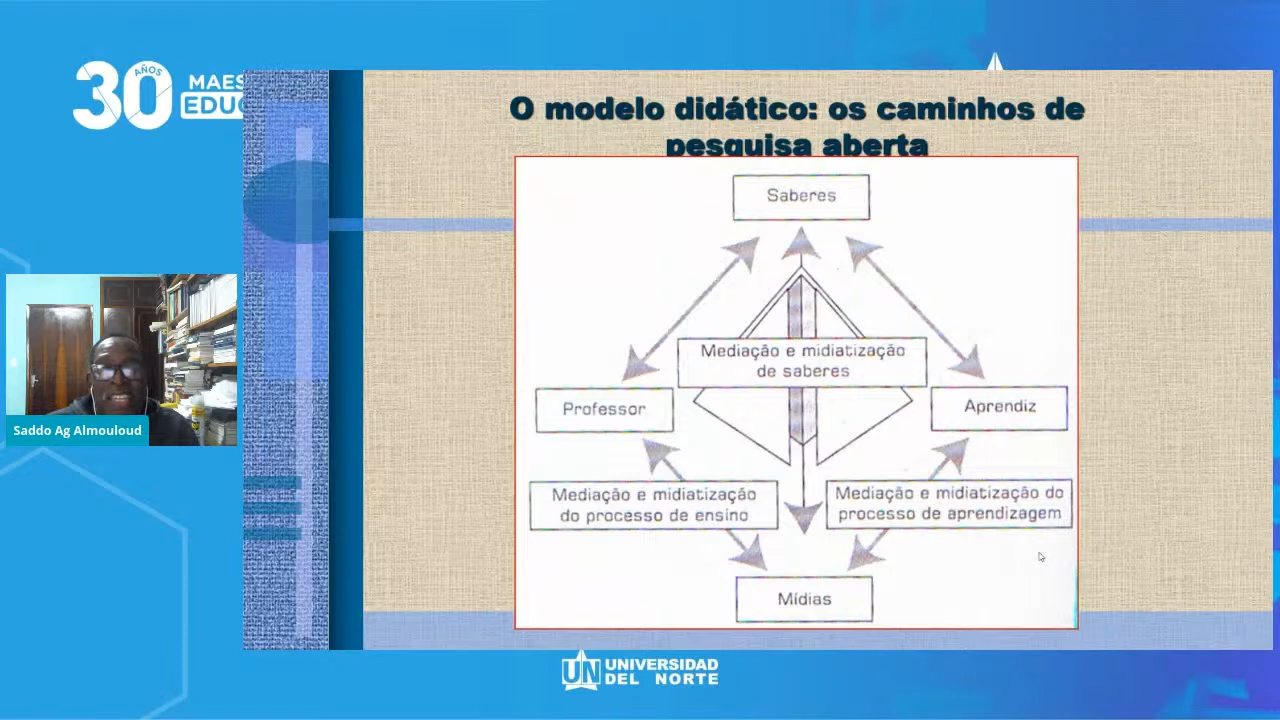 30
AÑOS
MAES
EDUC
O modelo didático: os caminhos de
pesquisa aberta
Saberes
Mediação e midiatização
de saberes
Professor
Aprendiz
Mediação e midiatização
do processo de ensino
Mediação e midiatização do
processo de aprendizagem
Mídias
Saddo Ag Almouloud
UN
UNIVERSIDAD
DEL NORTE